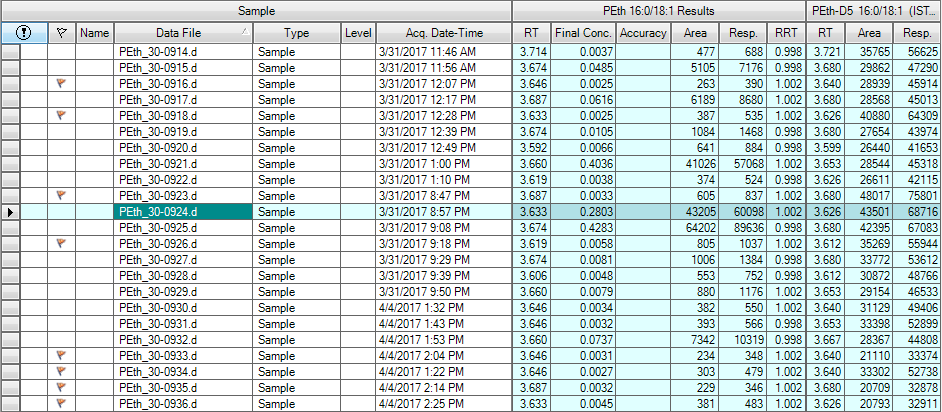 Sample PEth 16:0/18:1 Results PEth-D5 16:0/18:1 (IST...
Name Data File Type Level Acq. Date-Time RT Final Conc. Accuracy Area Resp. RRT RT Area Resp.
PEth_30-0914.d Sample 3/31/2017 11:46 AM 3.714 0.0037 477 688 0.998 3.721 35765 56625
PEth_30-0915.d Sample 3/31/2017 11:56 AM 3.674 0.0485 5105 7176 0.998 3.680 29862 47290
PEth_30-0916.d Sample 3/31/2017 12:07 PM 3.646 0.0025 263 390 1.002 3.640 28939 45914
PEth_30-0917.d Sample 3/31/2017 12:17 PM 3.687 0.0616 6189 8680 1.002 3.680 28568 45013
PEth_30-0918.d Sample 3/31/2017 12:28 PM 3.633 0.0025 387 535 1.002 3.626 40880 64309
PEth_30-0919.d Sample 3/31/2017 12:39 PM 3.674 0.0105 1084 1468 0.998 3.680 27654 43974
PEth_30-0920.d Sample 3/31/2017 12:49 PM 3.592 0.0066 641 884 0.998 3.599 26440 41653
PEth_30-0921.d Sample 3/31/2017 1:00 PM 3.660 0.4036 41026 57068 1.002 3.653 28544 45318
PEth_30-0922.d Sample 3/31/2017 1:10 PM 3.619 0.0038 374 524 0.998 3.626 26611 42115
PEth_30-0923.d Sample 3/31/2017 8:47 PM 3.687 0.0033 605 837 1.002 3.680 48017 75801
PEth_30-0924.d Sample 3/31/2017 8:57 PM 3.633 0.2803 43205 60098 1.002 3.626 43501 68716
PEth_30-0925.d Sample 3/31/2017 9:08 PM 3.674 0.4283 64202 89636 0.998 3.680 42395 67083
PEth_30-0926.d Sample 3/31/2017 9:18 PM 3.619 0.0058 805 1037 1.002 3.612 35269 55944
PEth_30-0927.d Sample 3/31/2017 9:29 PM 3.674 0.0081 1006 1384 0.998 3.680 33772 53612
PEth_30-0928.d Sample 3/31/2017 9:39 PM 3.606 0.0048 553 752 0.998 3.612 30872 48766
PEth_30-0929.d Sample 3/31/2017 9:50 PM 3.660 0.0079 880 1176 1.002 3.653 29154 46533
PEth_30-0930.d Sample 4/4/2017 1:32 PM 3.646 0.0034 382 550 1.002 3.640 31129 49406
PEth_30-0931.d Sample 4/4/2017 1:43 PM 3.646 0.0032 393 566 0.998 3.653 33398 52899
PEth_30-0932.d Sample 4/4/2017 1:53 PM 3.660 0.0737 7342 10319 0.998 3.667 28367 44808
PEth_30-0933.d Sample 4/4/2017 2:04 PM 3.646 0.0031 234 348 1.002 3.640 21110 33374
PEth_30-0934.d Sample 4/4/2017 1:22 PM 3.646 0.0027 303 479 1.002 3.640 33332 52738
PEth_30-0935.d Sample 4/4/2017 2:14 PM 3.687 0.0032 229 346 1.002 3.680 20709 32878
PEth_30-0936.d Sample 4/4/2017 2:25 PM 3.633 0.0045 381 483 1.002 3.626 20793 32911